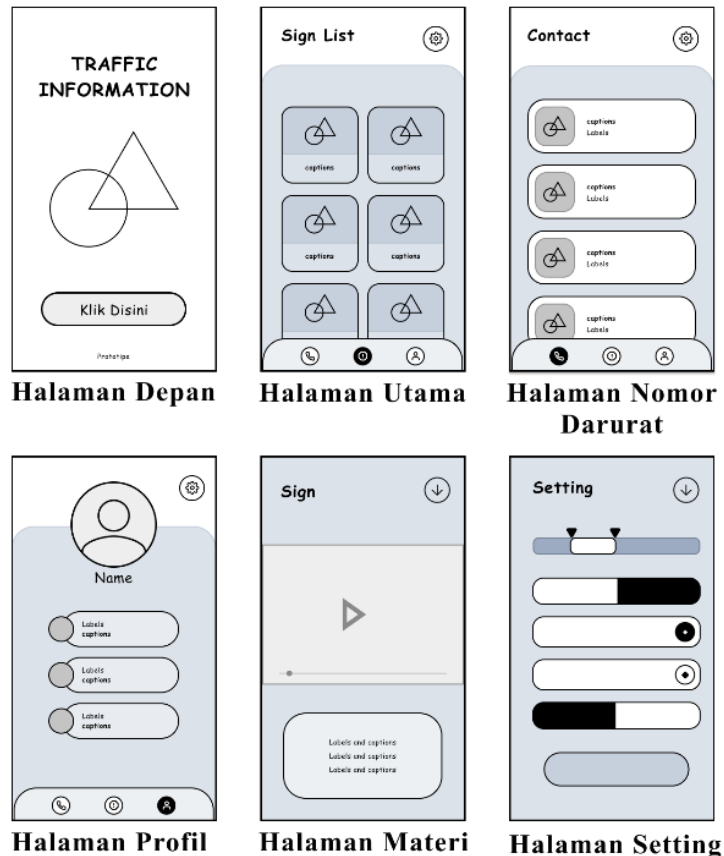 TRAFFIC
INFORMATION
Klik Disini
Prototipe
Halaman Depan
Sign List
captions
captions
captions
captions
Halaman Utama
Contact
captions
Labels
captions
Labels
captions
Labels
captions
Labels
Halaman Nomor
Darurat
Name
Labels
captions
Labels
captions
Labels
captions
Halaman Profil
Sign
Labels and captions
Labels and captions
Labels and captions
Halaman Materi
Setting
Halaman Setting